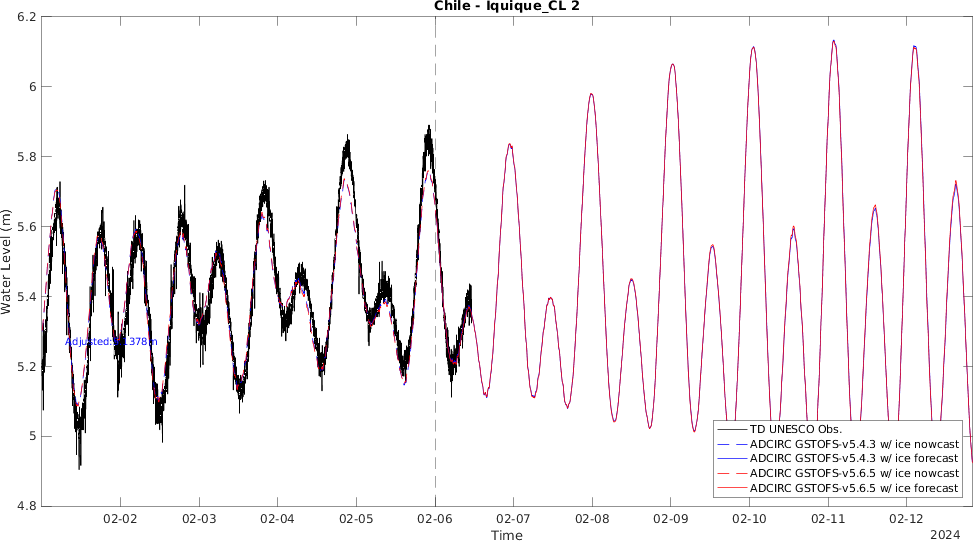 Chile - Iquique_CL 2
6.2
6
5.8
5.6
5.4
5.2
5
4.8
Water Level (m)
Adjusted:
02-02
02-03
02-04
02-05
02-06
02-07
02-08
02-09
02-10
02-11
02-12
Time
2024
TD UNESCO Obs.
ADCIRC GSTOFS-v5.4.3 w/ ice nowcast
ADCIRC GSTOFS-v5.4.3 w/ ice forecast
ADCIRC GSTOFS-v5.6.5 w/ ice nowcast
ADCIRC GSTOFS-v5.6.5 w/ ice forecast